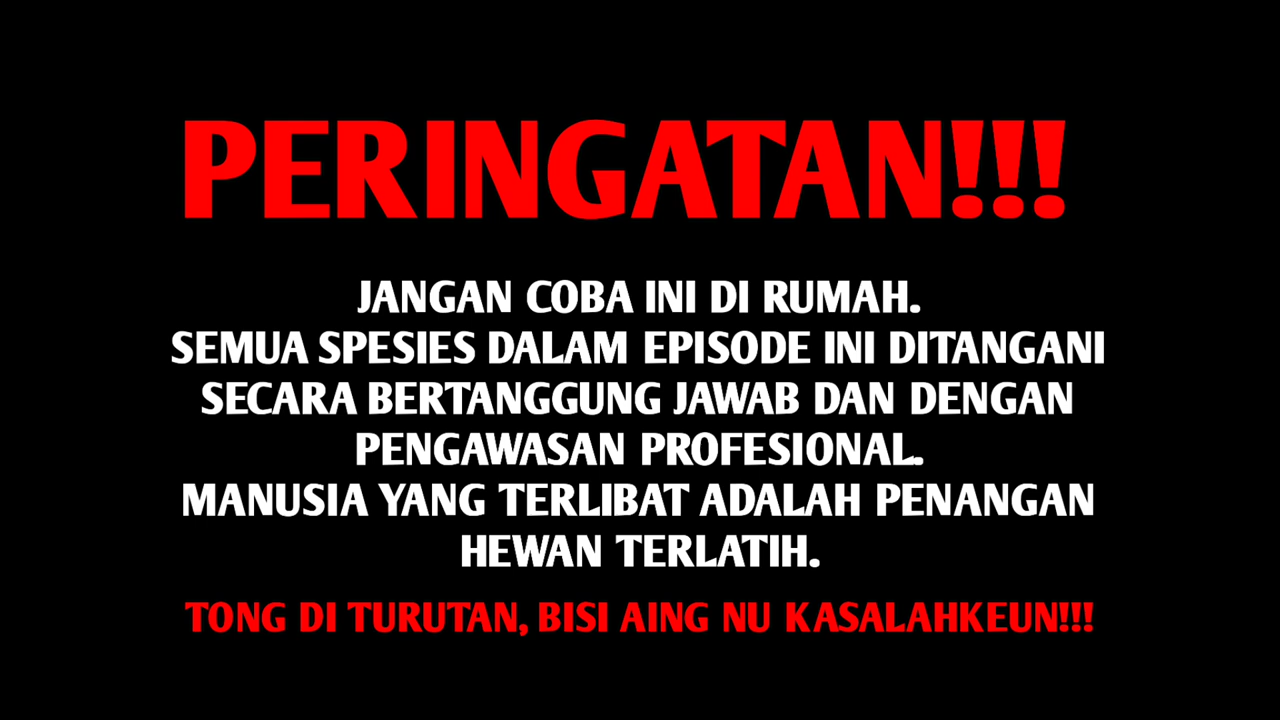 PERINGATAN!!!
JANGAN COBA INI DI RUMAH.
SEMUA SPESIES DALAM EPISODE INI DITANGANI
SECARA BERTANGGUNG JAWAB DAN DENGAN
PENGAWASAN PROFESIONAL.
MANUSIA YANG TERLIBAT ADALAH PENANGAN
HEWAN TERLATIH.
TONG DI TURUTAN, BISI AING NU KASALAHKEUN!!!